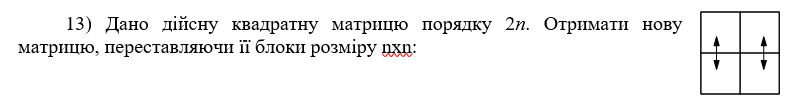 13) Дано дійсну квадратну матрицю порядку 2n. Отримати нову
матрицю, переставляючи її блоки розміру nxn: